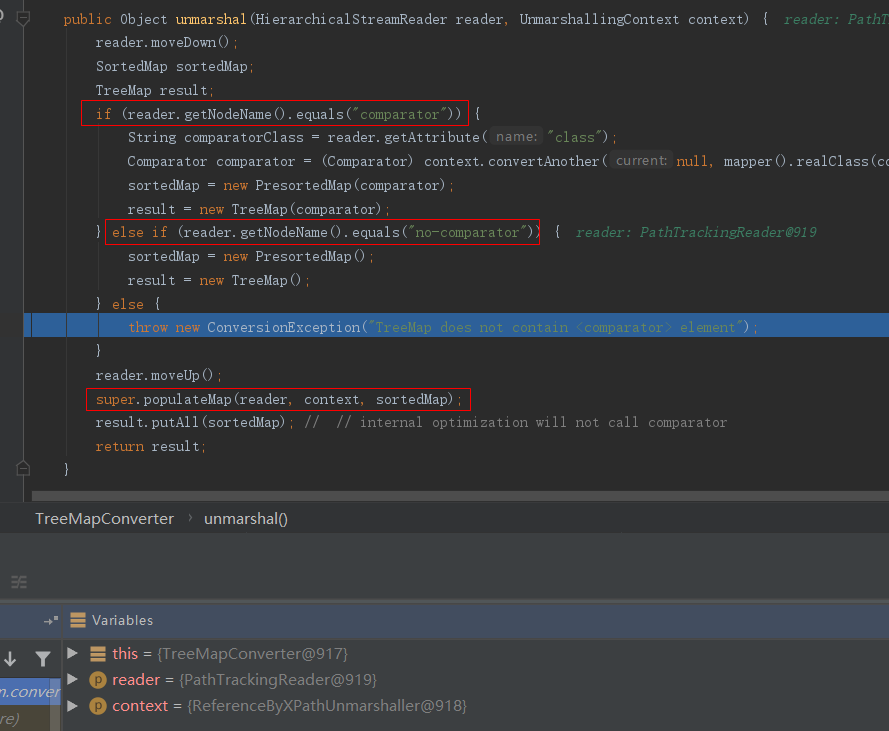 public Object unmarshal(HierarchicalStreamReader reader, UnmarshallingContext context) {  reader: PathT
reader.moveDown();
SortedMap sortedMap;
TreeMap result;
if (reader.getNodeName().equals("comparator")) {
String comparatorClass = reader.getAttribute( name: "class");
Comparator comparator = (Comparator) context.convertAnother( current: null, mapper().realClass(co
sortedMap = new PresortedMap(comparator);
result = new TreeMap(comparator);
} else if (reader.getNodeName().equals("no-comparator")) {  reader: PathTrackingReader@919
sortedMap = new PresortedMap();
result = new TreeMap();
} else {
throw new ConversionException("TreeMap does not contain <comparator> element");
}
reader.moveUp();
super.populateMap(reader, context, sortedMap);
result.putAll(sortedMap); //  // internal optimization will not call comparator
return result;
}
TreeMapConverter › unmarshal()
Variables
this = {TreeMapConverter@917}
reader = {PathTrackingReader@919}
n.conver
context = {ReferenceByXPathUnmarshaller@918}
re)